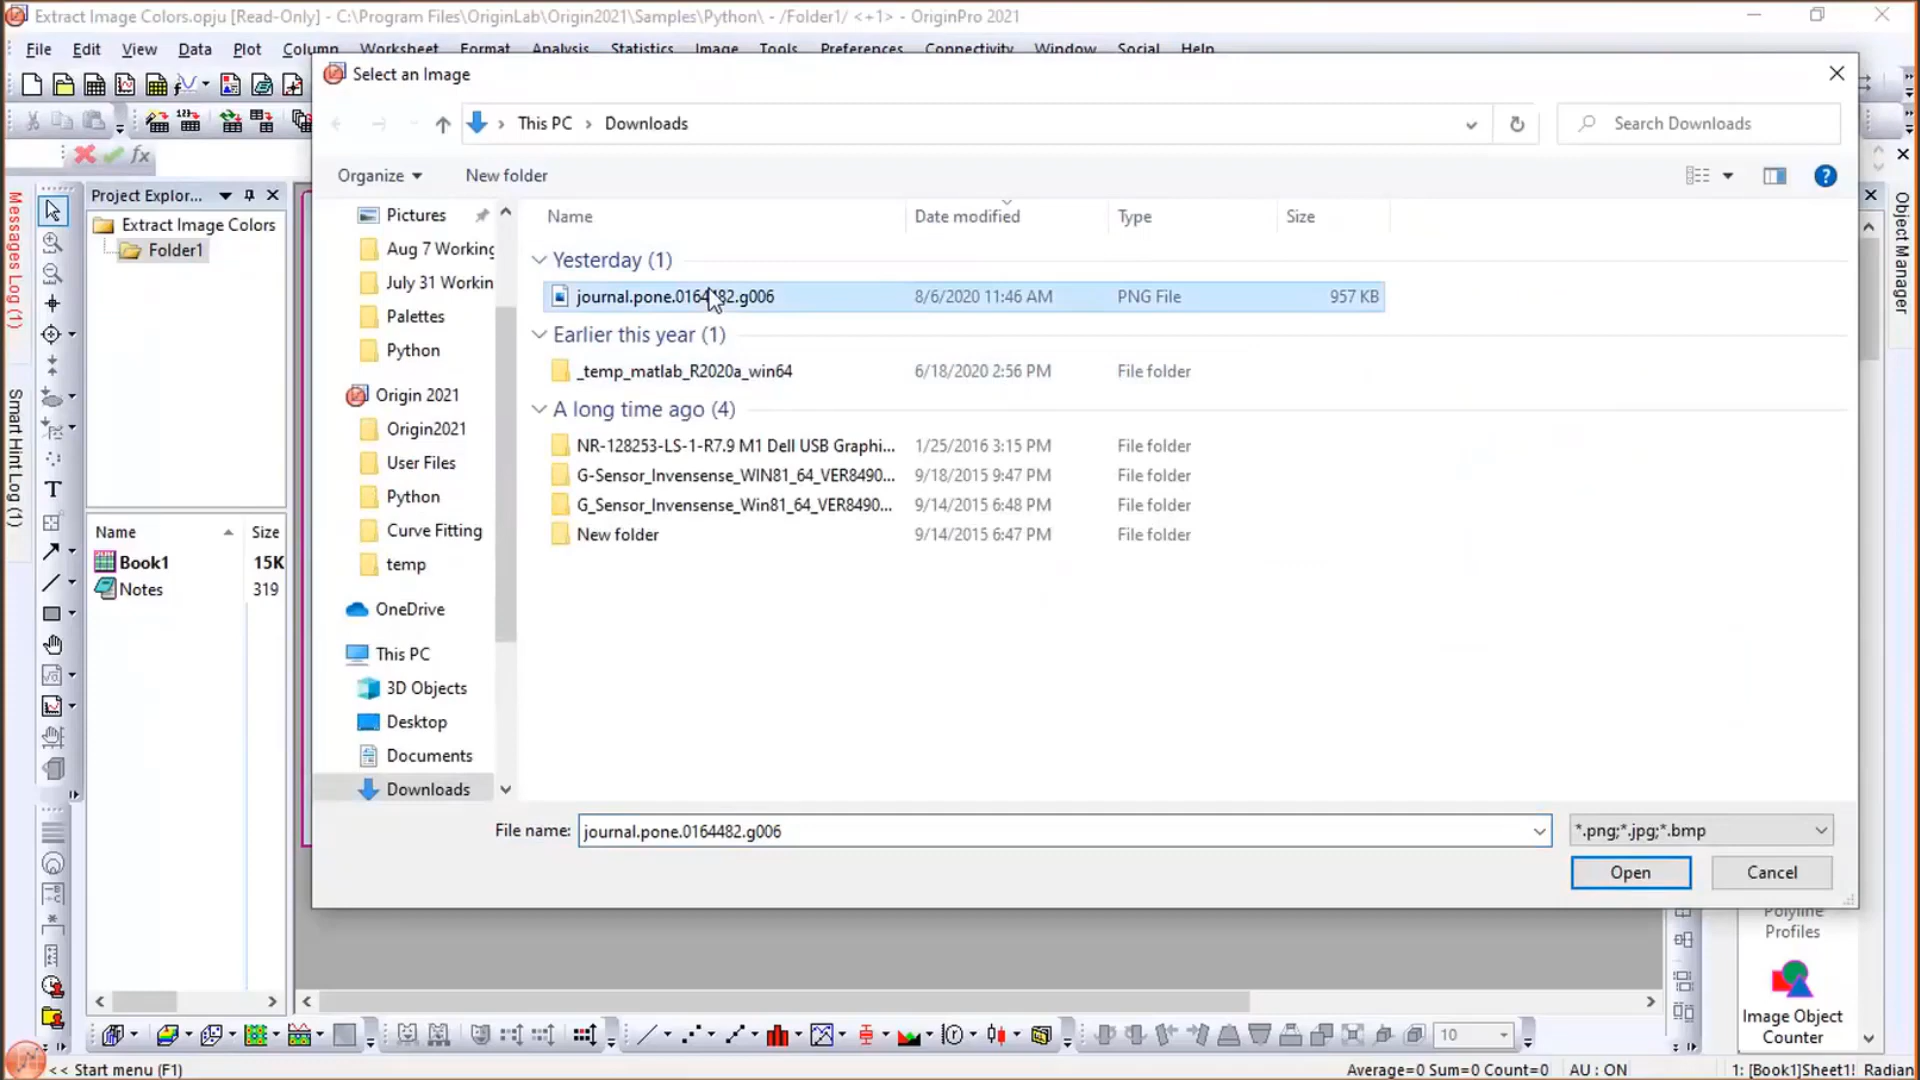 Extract Image Colors.opju [Read-Only] - C:\Program Files\OriginLab\Origin2021\Samples\Python\ - /Folder1/ <+1> - OriginPro 2021
File Edit View Data Plot Column Worksheet Format Analysis Statistics Image Tools Preferences Connectivity Window Social Help
Select an Image
This PC > Downloads
Search Downloads
Organize New folder
fx
Messages Log (1)
Smart Hint Log (1)
Project Explor...
Extract Image Colors
Folder1
Name Size
Book1 15K
Notes 319
T
Pictures
Aug 7 Working
July 31 Workin
Palettes
Python
Origin 2021
Origin2021
User Files
Python
Curve Fitting
temp
OneDrive
This PC
3D Objects
Desktop
Documents
Downloads
Name Date modified Type Size
Yesterday (1)
journal.pone.0164482.g006 8/6/2020 11:46 AM PNG File 957 KB
Earlier this year (1)
_temp_matlab_R2020a_win64 6/18/2020 2:56 PM File folder
A long time ago (4)
NR-128253-LS-1-R7.9 M1 Dell USB Graphi... 1/25/2016 3:15 PM File folder
G-Sensor_Invensense_WIN81_64_VER8490... 9/18/2015 9:47 PM File folder
G_Sensor_Invensense_Win81_64_VER8490... 9/14/2015 6:48 PM File folder
New folder 9/14/2015 6:47 PM File folder
File name: journal.pone.0164482.g006 *.png;*.jpg;*.bmp
Open Cancel
Object Manager
Polyline
Profiles
Image Object
Counter
10
<< Start menu (F1)
Average=0 Sum=0 Count=0 AU : ON 1: [Book1]Sheet1! Radian